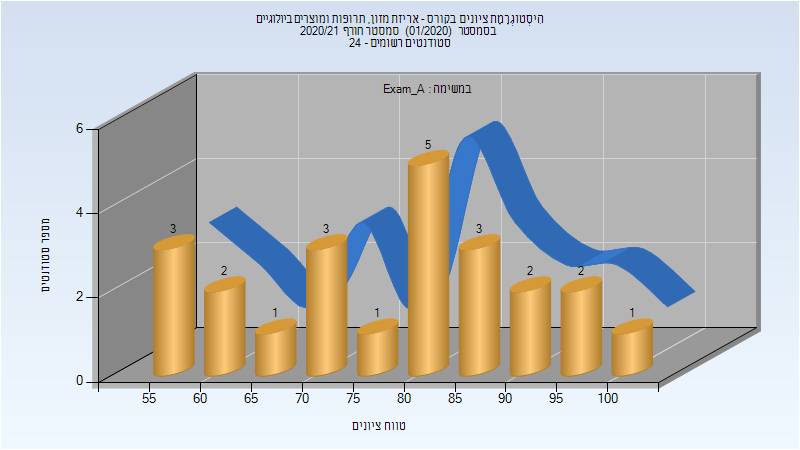 היסטוגרמת ציונים בקורס - אריזת מזון, תרופות ומוצרים ביולוגיים
בסמסטר (01/2020) סמסטר חורף 2020/21
סטודנטים רשומים - 24
במשימה : Exam_A
6
4
2
0
מספר סטודנטים
3
2
1
3
1
5
3
2
2
1
55 60 65 70 75 80 85 90 95 100
טווח ציונים